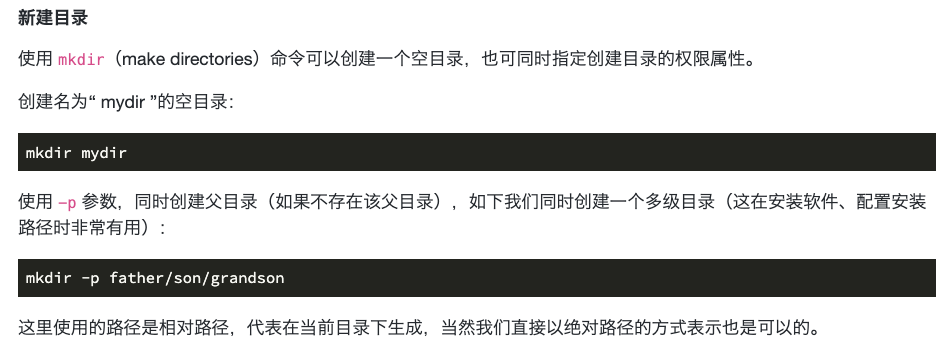 新建目录
使用 mkdir（make directories）命令可以创建一个空目录，也可同时指定创建目录的权限属性。
创建名为“ mydir ”的空目录：
mkdir mydir
使用 -p 参数，同时创建父目录（如果不存在该父目录），如下我们同时创建一个多级目录（这在安装软件、配置安装
路径时非常有用）：
mkdir -p father/son/grandson
这里使用的路径是相对路径，代表在当前目录下生成，当然我们直接以绝对路径的方式表示也是可以的。